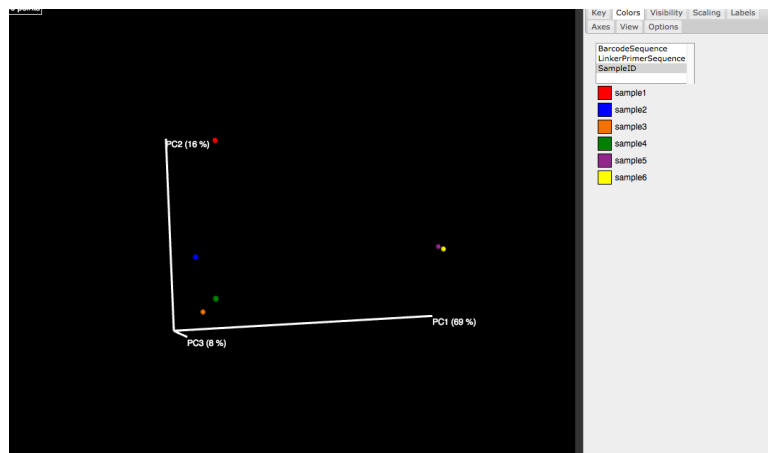 Key Colors Visibility Scaling Labels
Axes View Options
BarcodeSequence
LinkerPrimerSequence
SampleID
sample1
sample2
sample3
sample4
sample5
sample6
PC2 (16 %)
PC1 (69 %)
PC3 (8 %)